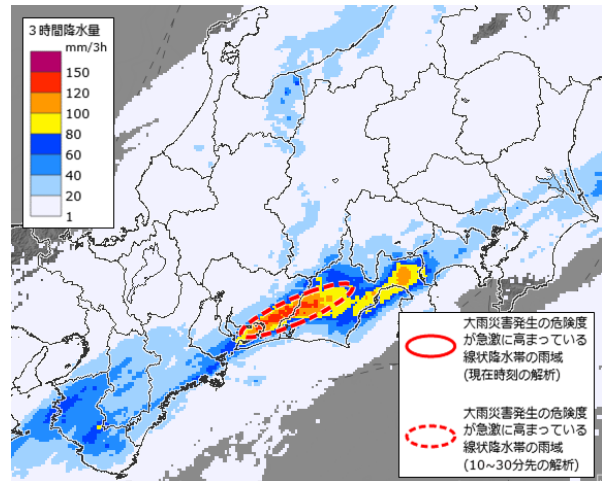 3時間降水量
mm/3h
150
120
100
80
60
40
20
1
大雨災害発生の危険度
が急激に高まっている
線状降水帯の雨域
(現在時刻の解析)
大雨災害発生の危険度
が急激に高まっている
線状降水帯の雨域
(10~30分先の解析)